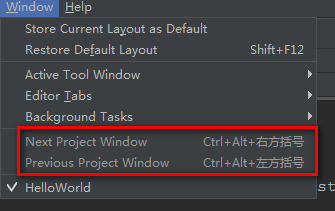 Window Help
Store Current Layout as Default
Restore Default Layout Shift+F12
Active Tool Window
Editor Tabs
Background Tasks
Next Project Window Ctrl+Alt+右方括号
Previous Project Window Ctrl+Alt+左方括号
HelloWorld
st